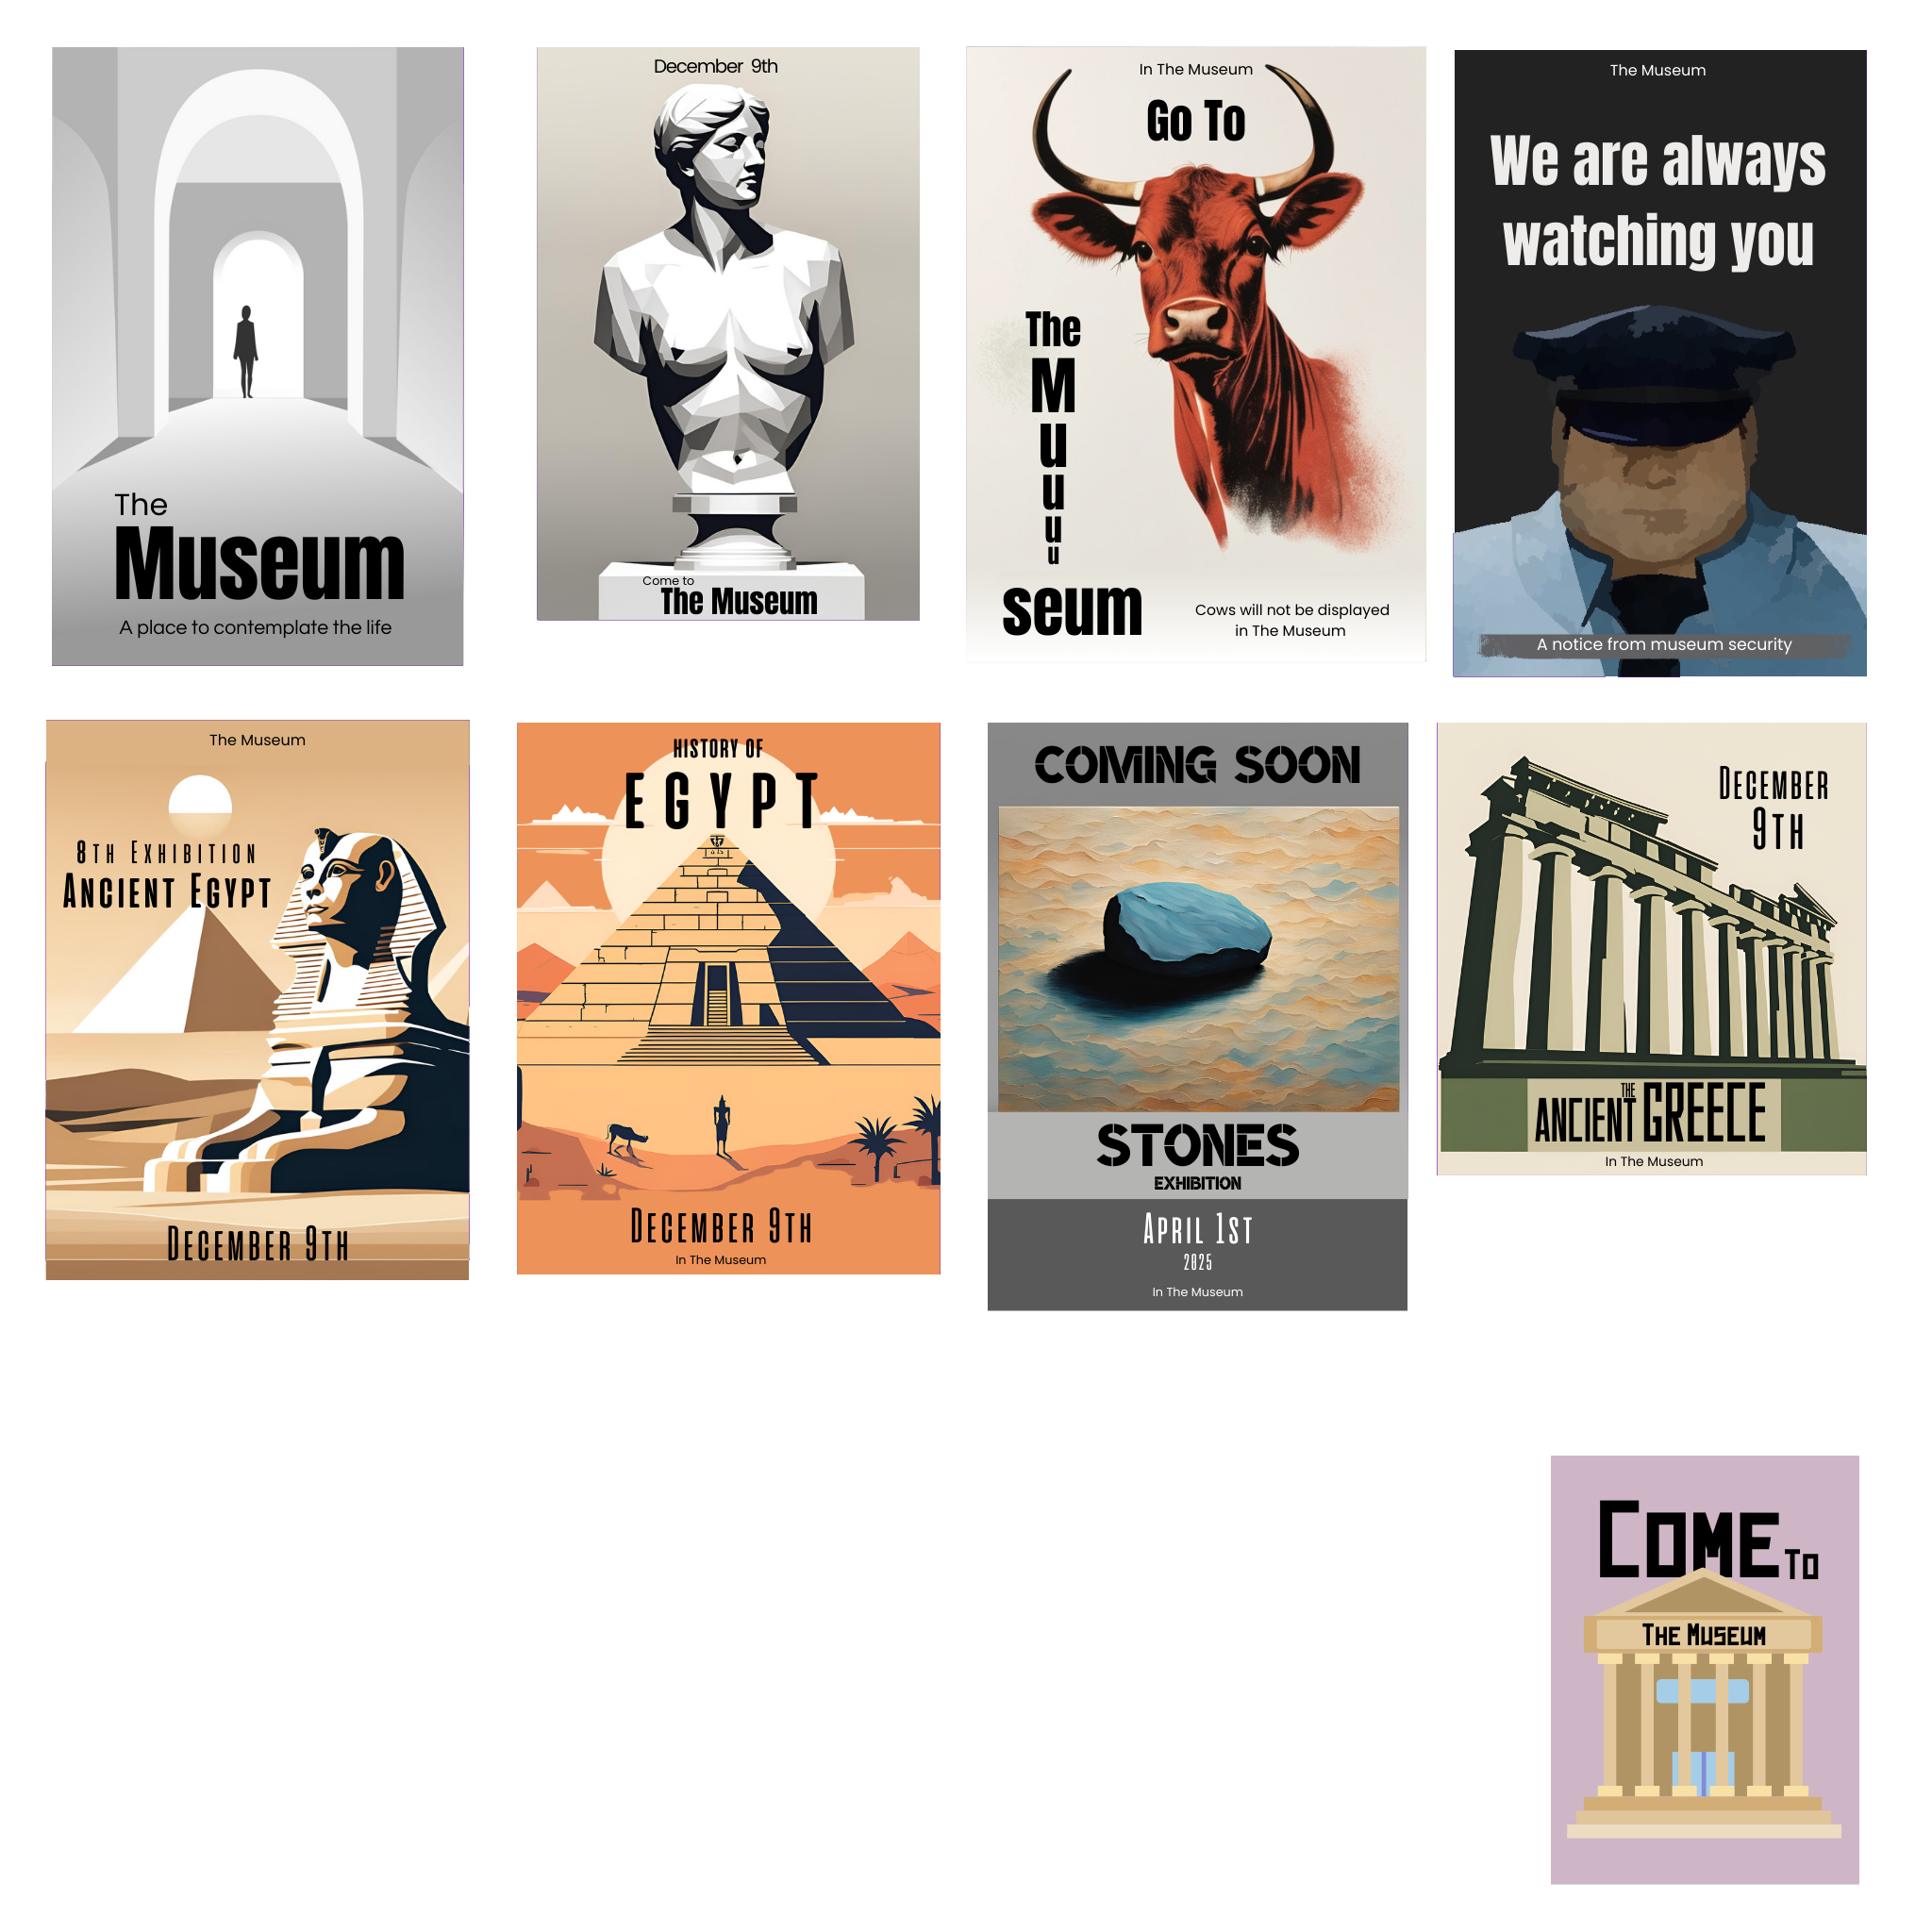 The
Museum
A place to contemplate the life
December 9th
Come to
The Museum
In The Museum
Go To
The
M
u
u
u
u
seum
Cows will not be displayed
in The Museum
The Museum
We are always
watching you
A notice from museum security
The Museum
8th Exhibition
Ancient Egypt
December 9th
HISTORY OF
EGYPT
December 9th
In The Museum
COMING SOON
STONES
EXHIBITION
April 1st
2025
In The Museum
December
9th
THE
ANCIENT GREECE
In The Museum
Come To
The Museum